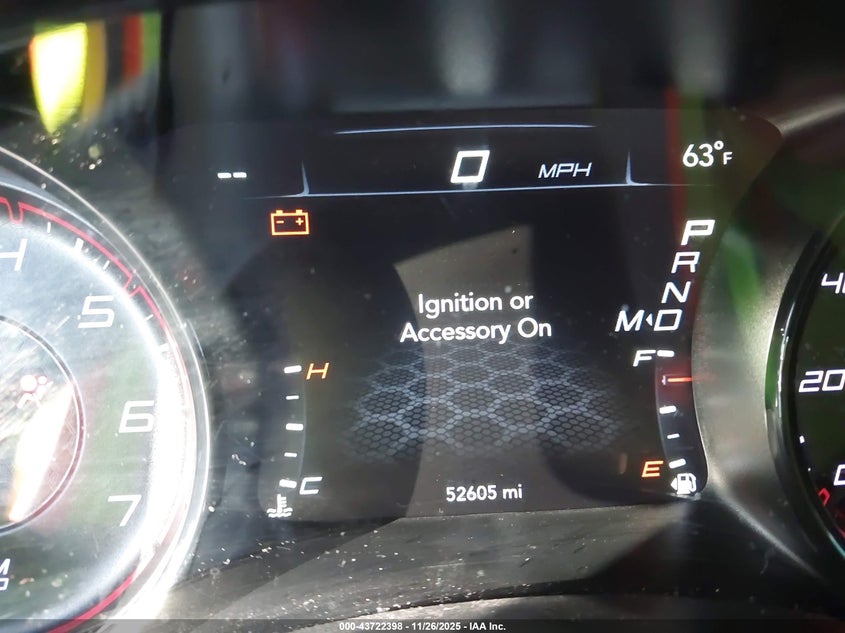 0 MPH 63°F
P
R
N
M D
Ignition or
Accessory On
H
F
C
E
52605 mi
5
6
7
20
000-43722398 - 11/26/2025 - IAA Inc.